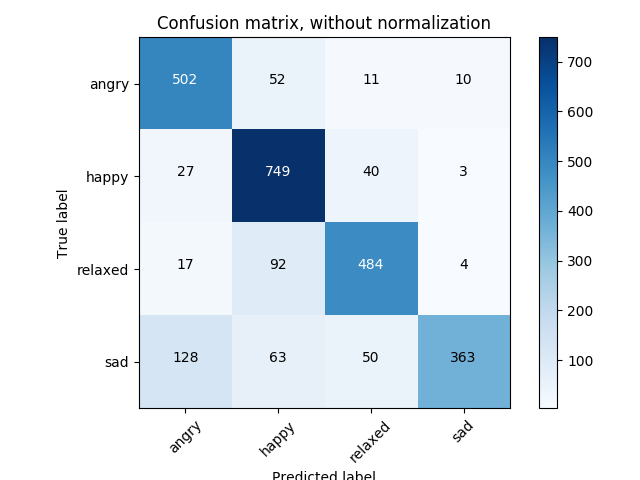 Confusion matrix, without normalization
angry 502 52 11 10
happy 27 749 40 3
relaxed 17 92 484 4
sad 128 63 50 363
angry happy relaxed sad
True label
Predicted label
700
600
500
400
300
200
100